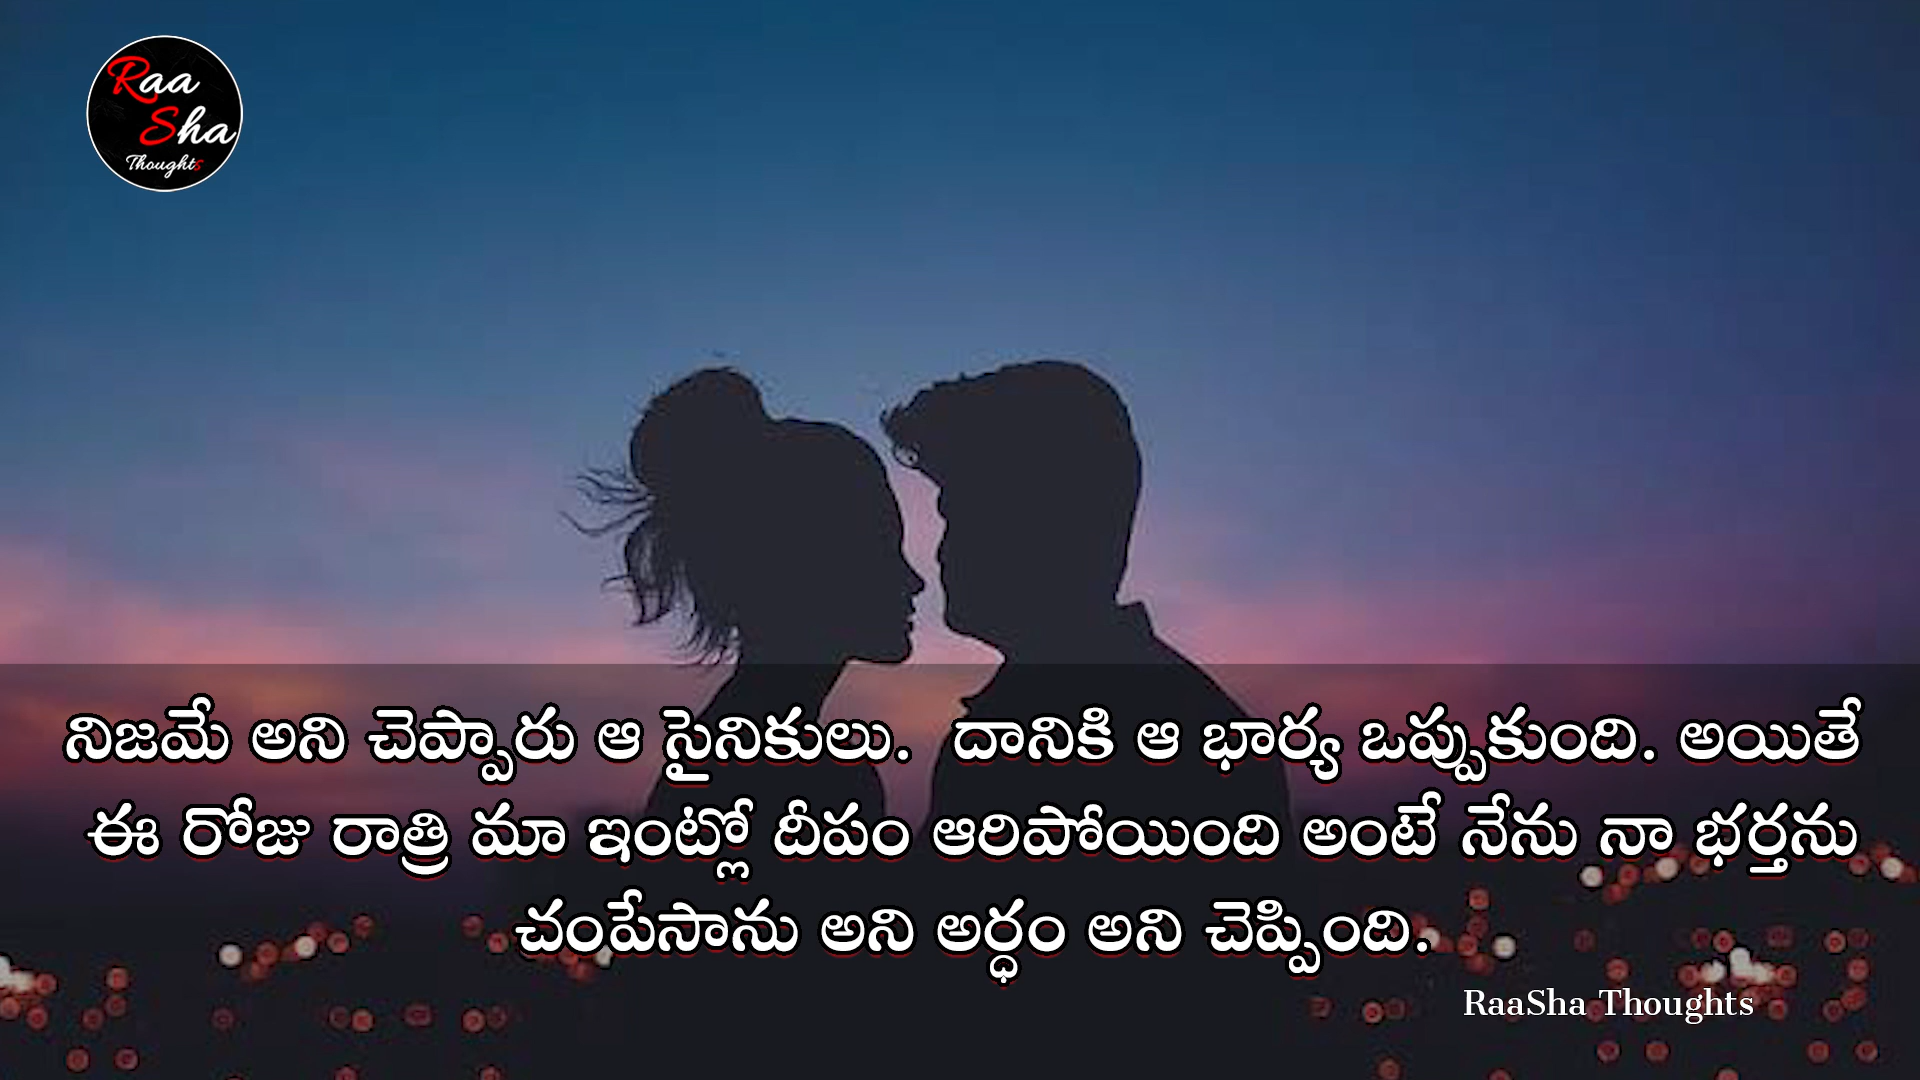 Raa
Sha
Thoughts
నిజమే అని చెప్పారు ఆ సైనికులు.  దానికి ఆ భార్య ఒప్పుకుంది. అయితే
ఈ రోజు రాత్రి మా ఇంట్లో దీపం ఆరిపోయింది అంటే నేను నా భర్తను
చంపేసాను అని అర్ధం అని చెప్పింది.
RaaSha Thoughts